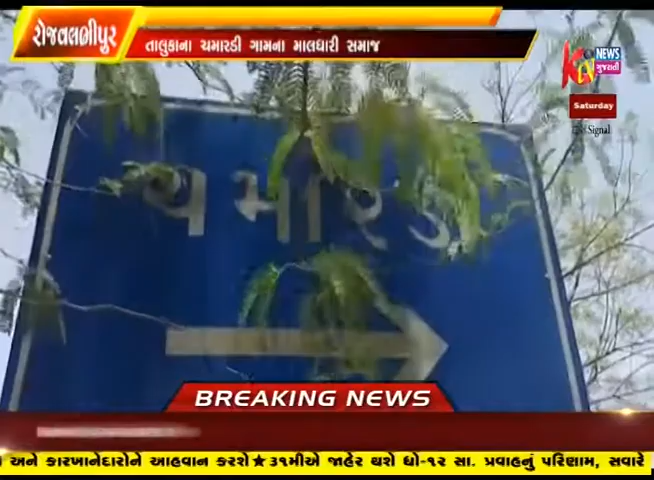 રોજવલભીપુર
તાલુકાના ચમારડી ગામના માલધારી સમાજ
KTV NEWS
ગુજરાતી
Saturday
ચમારડી
BREAKING NEWS
અને કારખાનેદારોને આહવાન કરશે★૩૧મીએ જાહેર થશે ધો-૧૨ સા. પ્રવાહનું પરિણામ, સવારે